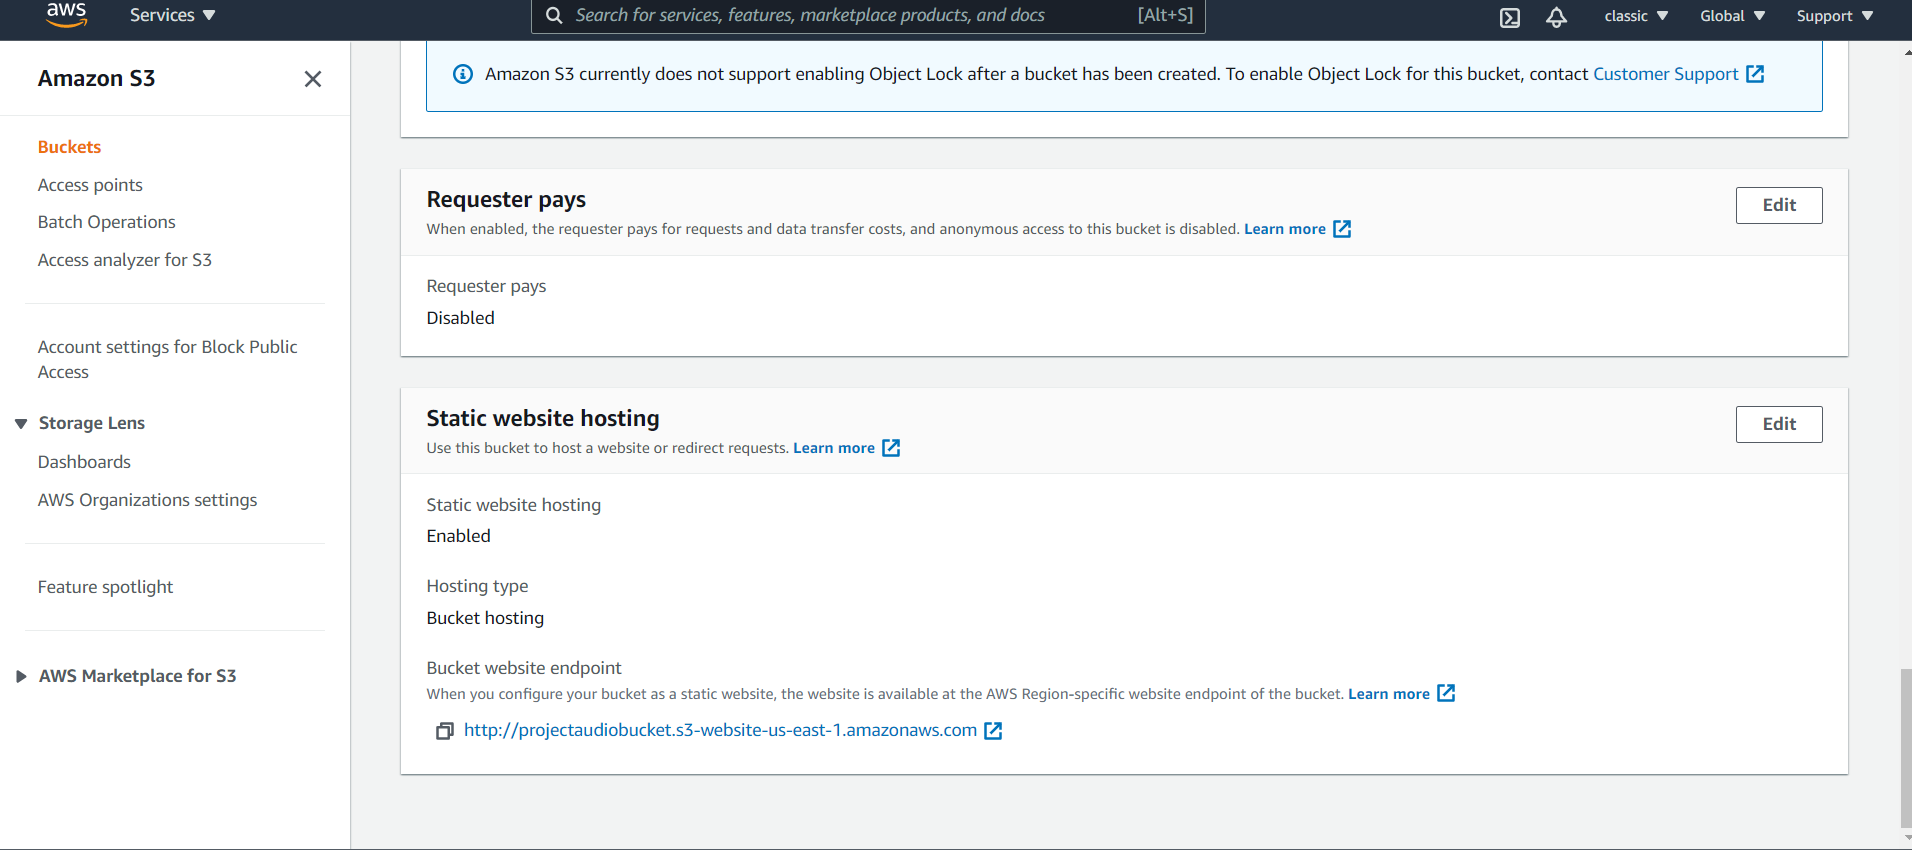 aws
Services
Search for services, features, marketplace products, and docs
[Alt+S]
classic
Global
Support
Amazon S3
Buckets
Access points
Batch Operations
Access analyzer for S3
Account settings for Block Public
Access
Storage Lens
Dashboards
AWS Organizations settings
Feature spotlight
AWS Marketplace for S3
Amazon S3 currently does not support enabling Object Lock after a bucket has been created. To enable Object Lock for this bucket, contact Customer Support
Requester pays
Edit
When enabled, the requester pays for requests and data transfer costs, and anonymous access to this bucket is disabled. Learn more
Requester pays
Disabled
Static website hosting
Edit
Use this bucket to host a website or redirect requests. Learn more
Static website hosting
Enabled
Hosting type
Bucket hosting
Bucket website endpoint
When you configure your bucket as a static website, the website is available at the AWS Region-specific website endpoint of the bucket. Learn more
http://projectaudiobucket.s3-website-us-east-1.amazonaws.com